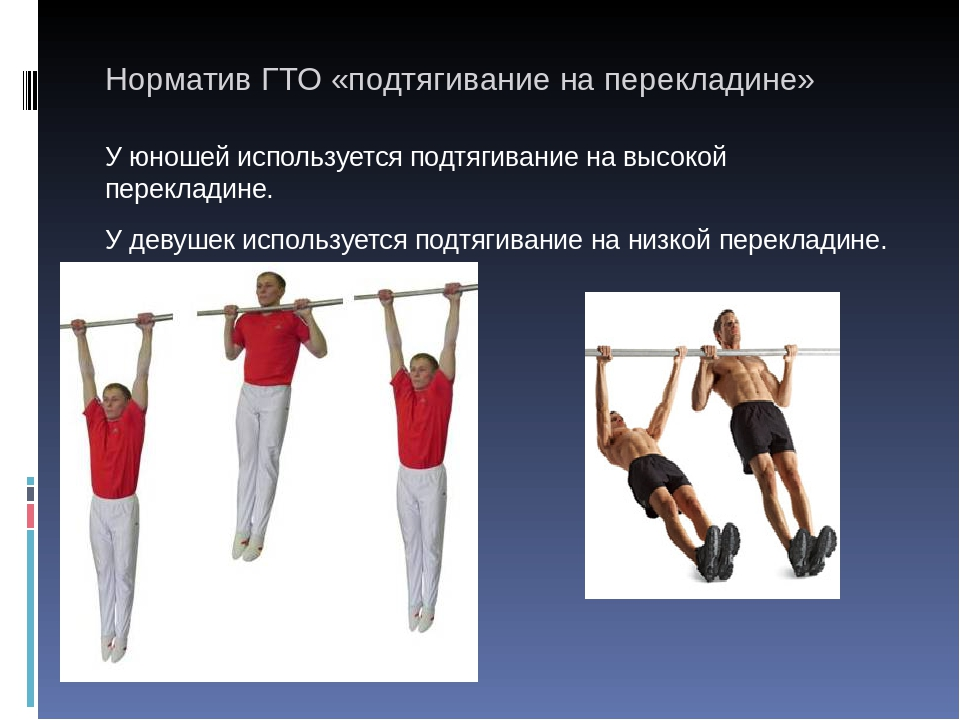 Норматив ГТО «подтягивание на перекладине»
У юношей используется подтягивание на высокой
перекладине.
У девушек используется подтягивание на низкой перекладине.